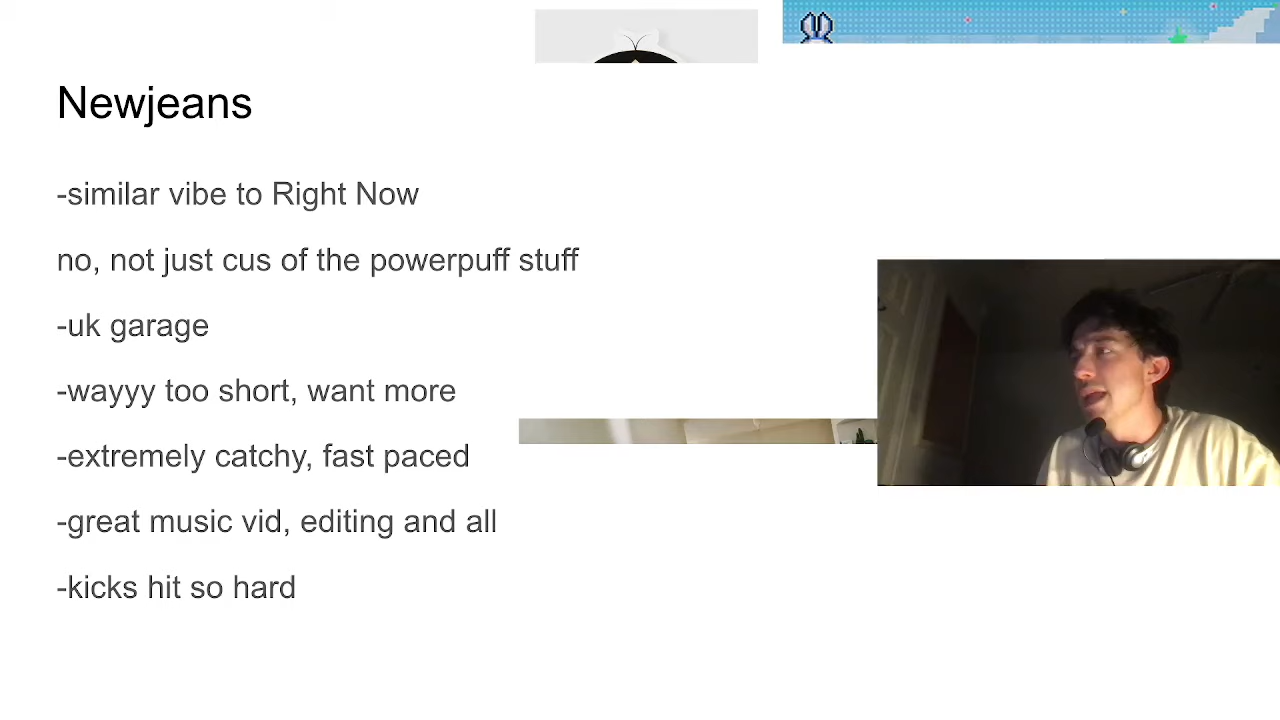 Newjeans
-similar vibe to Right Now
no, not just cus of the powerpuff stuff
-uk garage
-wayyy too short, want more
-extremely catchy, fast paced
-great music vid, editing and all
-kicks hit so hard